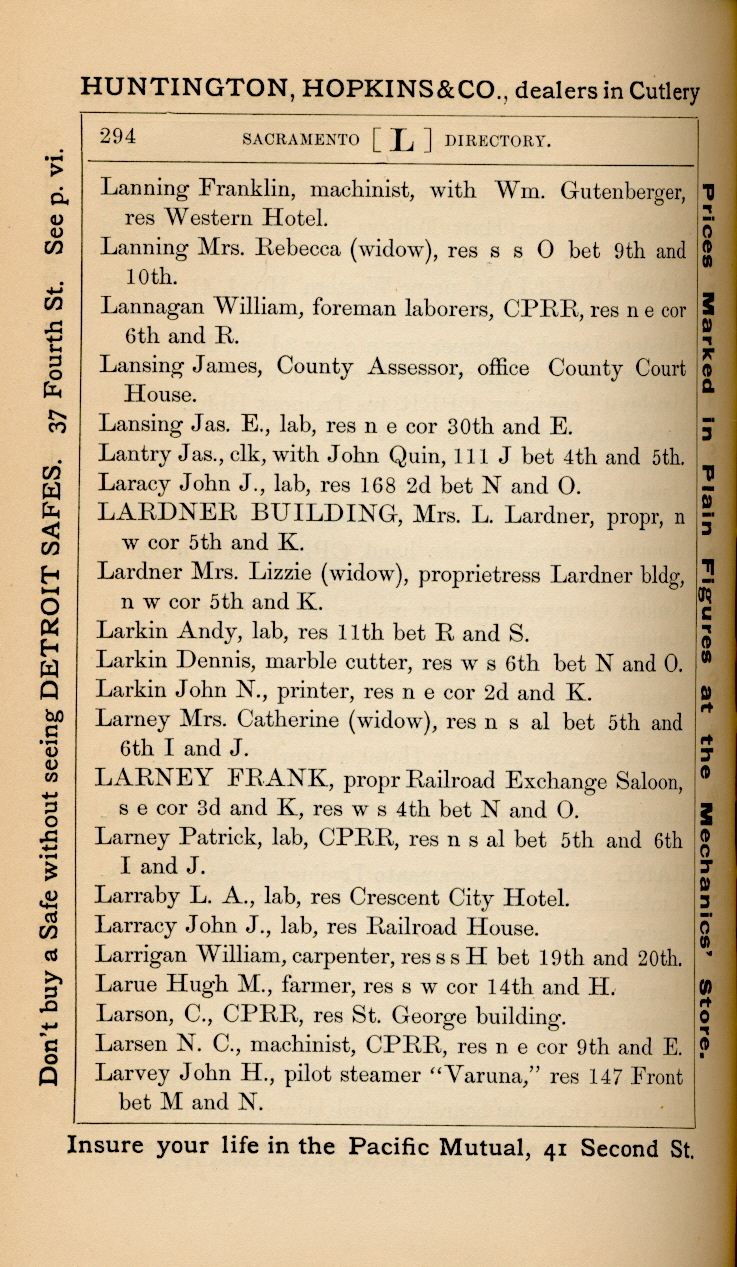 HUNTINGTON, HOPKINS & CO., dealers in Cutlery
294 SACRAMENTO [ L ] DIRECTORY.
Lanning Franklin, machinist, with Wm. Gutenberger,
res Western Hotel.
Lanning Mrs. Rebecca (widow), res s s O bet 9th and
10th.
Lannagan William, foreman laborers, CPRR, res n e cor
6th and R.
Lansing James, County Assessor, office County Court
House.
Lansing Jas. E., lab, res n e cor 30th and E.
Lantry Jas., clk, with John Quin, 111 J bet 4th and 5th.
Laracy John J., lab, res 168 2d bet N and O.
LARDNER BUILDING, Mrs. L. Lardner, propr, n
w cor 5th and K.
Lardner Mrs. Lizzie (widow), proprietress Lardner bldg,
n w cor 5th and K.
Larkin Andy, lab, res 11th bet R and S.
Larkin Dennis, marble cutter, res w s 6th bet N and O.
Larkin John N., printer, res n e cor 2d and K.
Larney Mrs. Catherine (widow), res n s al bet 5th and
6th I and J.
LARNEY FRANK, propr Railroad Exchange Saloon,
s e cor 3d and K, res w s 4th bet N and O.
Larney Patrick, lab, CPRR, res n s al bet 5th and 6th
I and J.
Larraby L. A., lab, res Crescent City Hotel.
Larracy John J., lab, res Railroad House.
Larrigan William, carpenter, res s s H bet 19th and 20th.
Larue Hugh M., farmer, res s w cor 14th and H.
Larson, C., CPRR, res St. George building.
Larsen N. C., machinist, CPRR, res n e cor 9th and E.
Larvey John H., pilot steamer “Varuna,” res 147 Front
bet M and N.
Insure your life in the Pacific Mutual, 41 Second St.
Don't buy a Safe without seeing DETROIT SAFES. 37 Fourth St. See p. vi.
Prices Marked in Plain Figures at the Mechanics' Store.